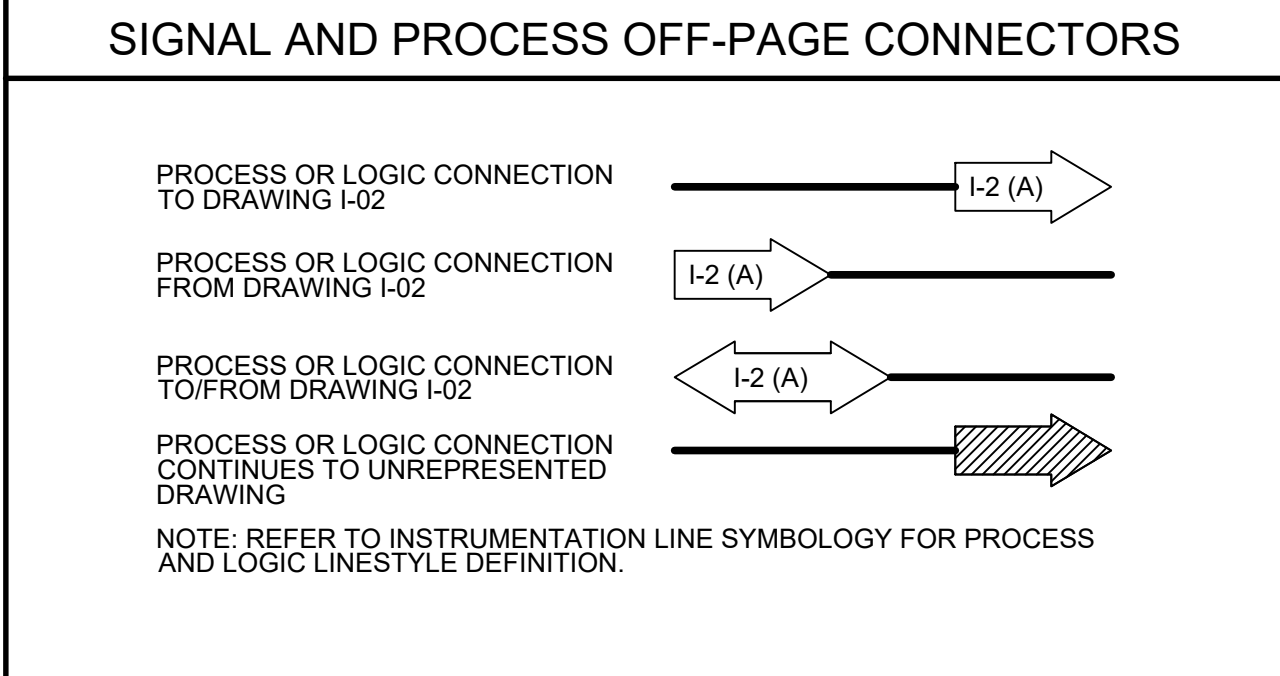 SIGNAL AND PROCESS OFF-PAGE CONNECTORS
PROCESS OR LOGIC CONNECTION
TO DRAWING I-02
I-2 (A)
PROCESS OR LOGIC CONNECTION
FROM DRAWING I-02
I-2 (A)
PROCESS OR LOGIC CONNECTION
TO/FROM DRAWING I-02
I-2 (A)
PROCESS OR LOGIC CONNECTION
CONTINUES TO UNREPRESENTED
DRAWING
NOTE: REFER TO INSTRUMENTATION LINE SYMBOLOGY FOR PROCESS
AND LOGIC LINESTYLE DEFINITION.